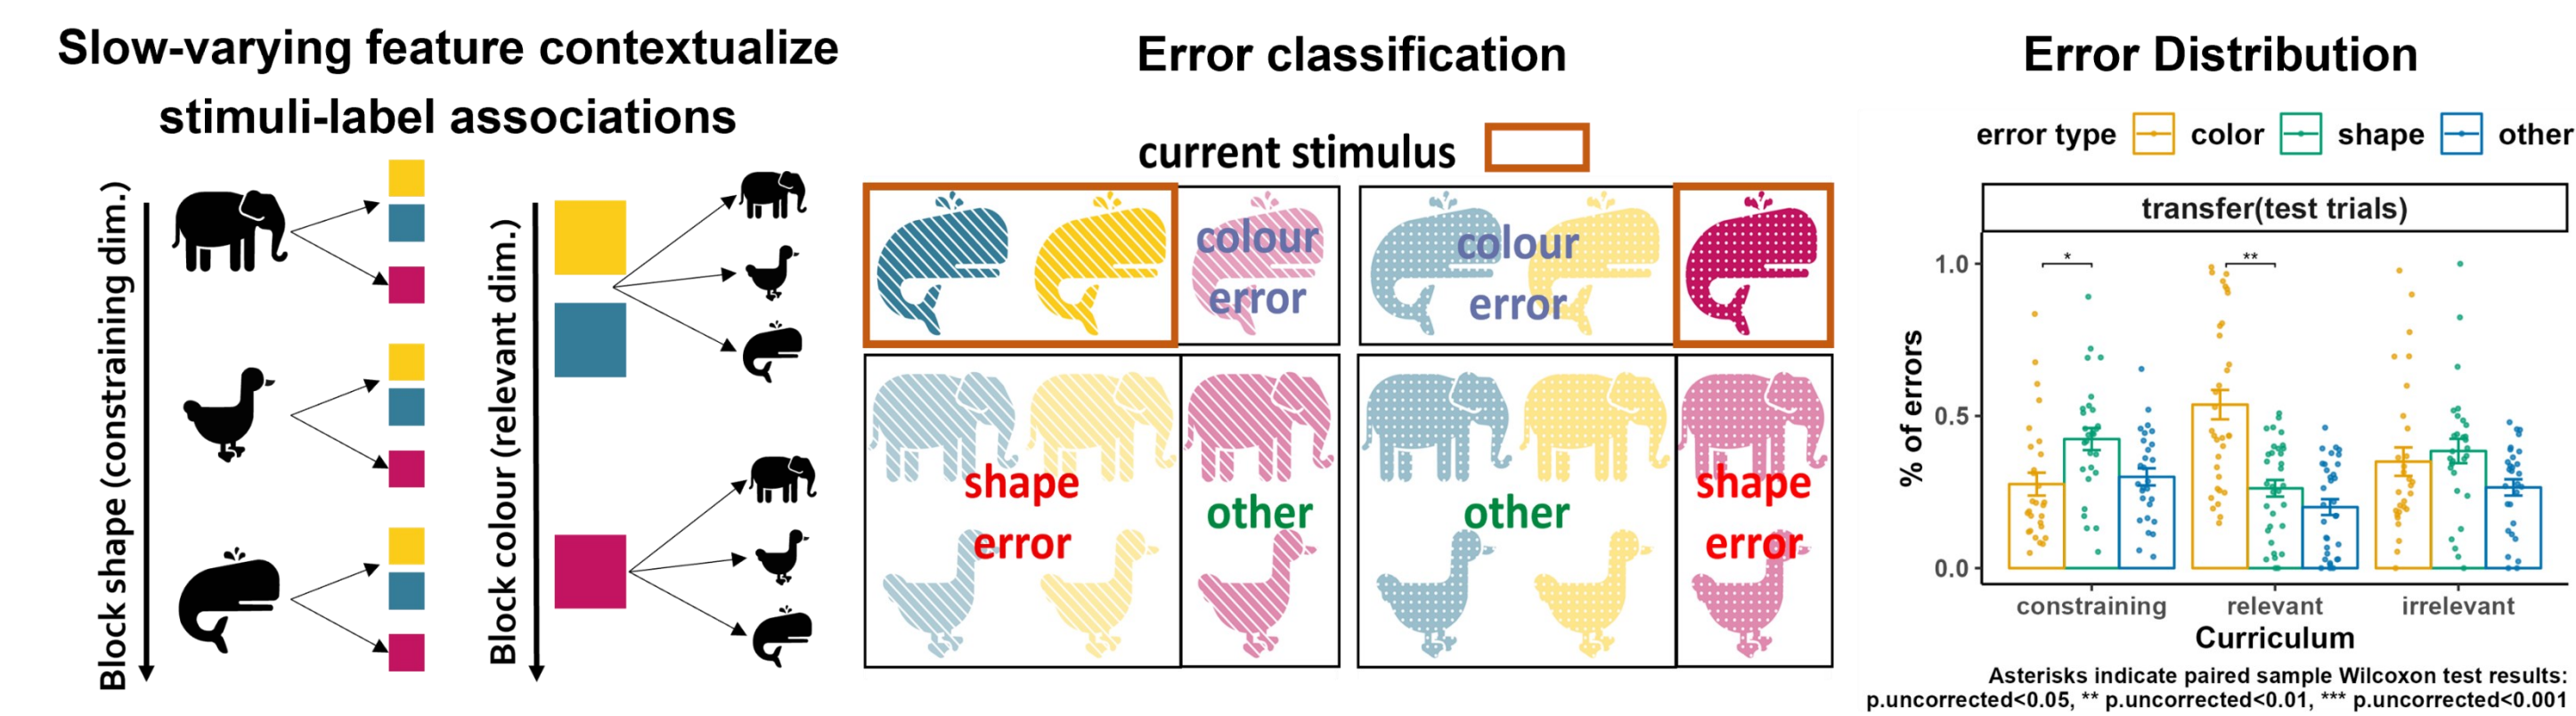 Slow-varying feature contextualize
stimuli-label associations
Block shape (constraining dim.)
Block colour (relevant dim.)
Error classification
current stimulus
colour
error
colour
error
shape
error
other
other
shape
error
Error Distribution
error type color shape other
transfer(test trials)
% of errors
1.0
0.5
0.0
*
**
constraining relevant irrelevant
Curriculum
Asterisks indicate paired sample Wilcoxon test results:
p.uncorrected<0.05, ** p.uncorrected<0.01, *** p.uncorrected<0.001